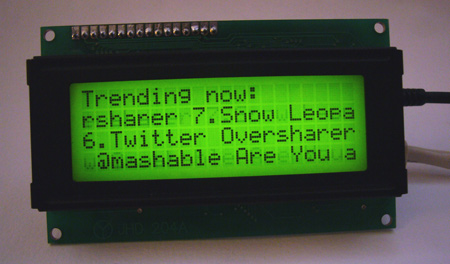 Trending now:
rsharer 7.Snow Leopa
6.Twitter Oversharer
@mashable Are You a